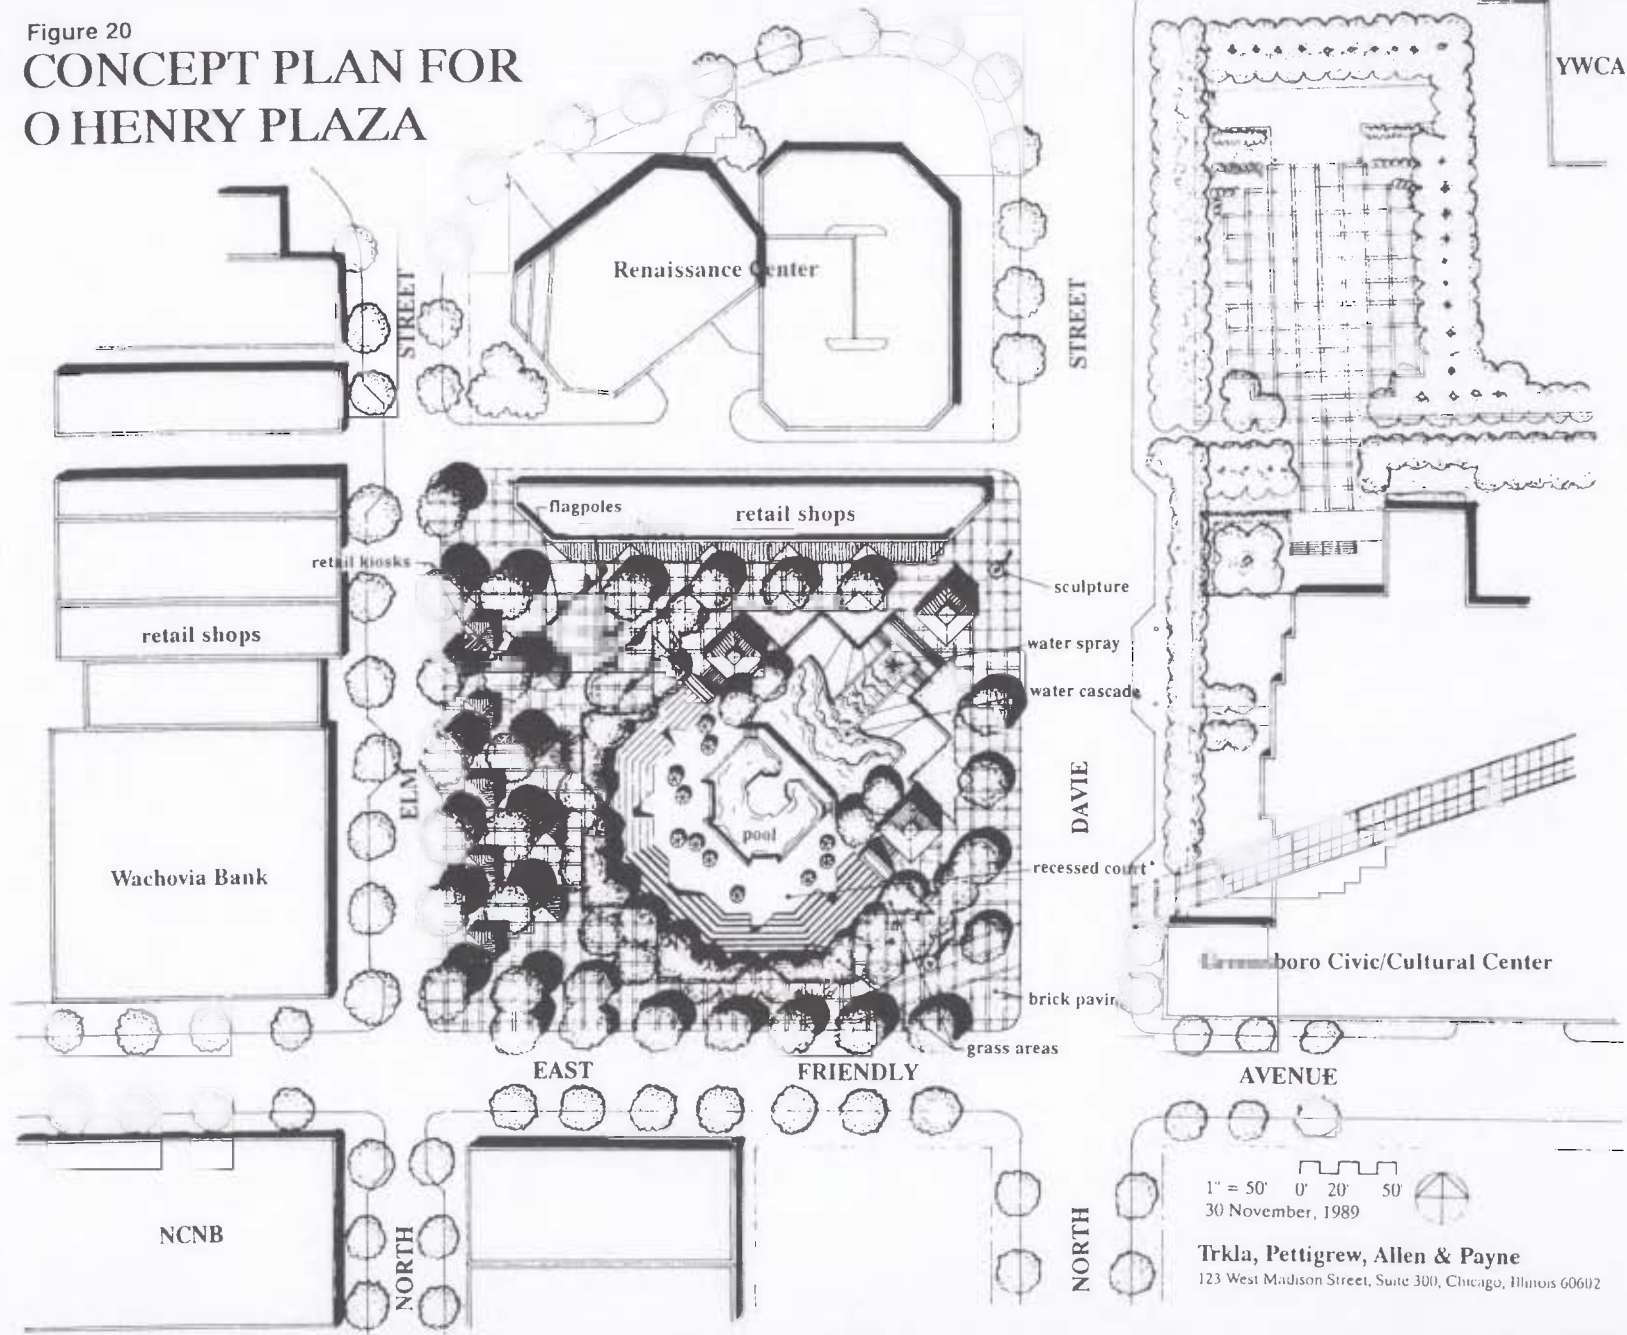 Figure 20
CONCEPT PLAN FOR
O HENRY PLAZA
YWCA
Renaissance Center
STREET
STREET
flagpoles
retail shops
retail kiosks
sculpture
retail shops
water spray
water cascade
ELM
DAVIE
pool
Wachovia Bank
recessed court
boro Civic/Cultural Center
brick pavin
grass areas
EAST FRIENDLY AVENUE
1" = 50' 0' 20' 50'
30 November, 1989
NCNB
NORTH
NORTH
Trkla, Pettigrew, Allen & Payne
123 West Madison Street, Suite 300, Chicago, Illinois 60602